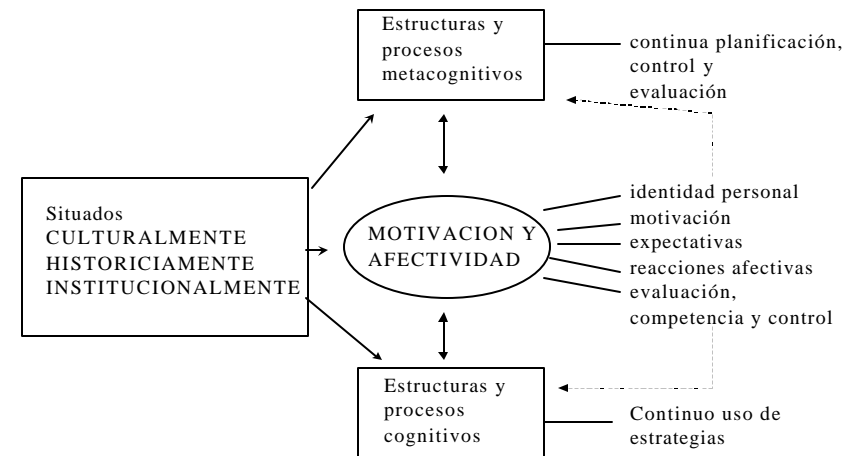 Estructuras y
procesos
metacognitivos
continua planificación,
control y
evaluación
Situados
CULTURALMENTE
HISTORICIAMENTE
INSTITUCIONALMENTE
MOTIVACION Y
AFECTIVIDAD
identidad personal
motivación
expectativas
reacciones afectivas
evaluación,
competencia y control
Estructuras y
procesos
cognitivos
Continuo uso de
estrategias